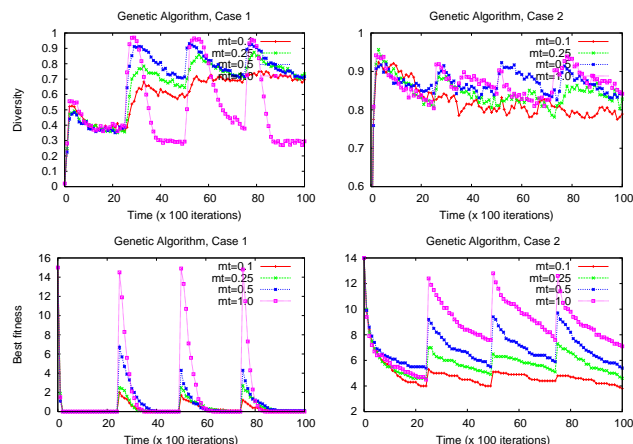 Genetic Algorithm, Case 1
Diversity
1
0.9
0.8
0.7
0.6
0.5
0.4
0.3
0.2
0.1
0
mt=0.1
mt=0.25
mt=0.5
mt=1.0
0 20 40 60 80 100
Time (x 100 iterations)
Genetic Algorithm, Case 2
1
0.9
0.8
0.7
0.6
mt=0.1
mt=0.25
mt=0.5
mt=1.0
0 20 40 60 80 100
Time (x 100 iterations)
Genetic Algorithm, Case 1
Best fitness
16
14
12
10
8
6
4
2
0
mt=0.1
mt=0.25
mt=0.5
mt=1.0
0 20 40 60 80 100
Time (x 100 iterations)
Genetic Algorithm, Case 2
14
12
10
8
6
4
2
mt=0.1
mt=0.25
mt=0.5
mt=1.0
0 20 40 60 80 100
Time (x 100 iterations)